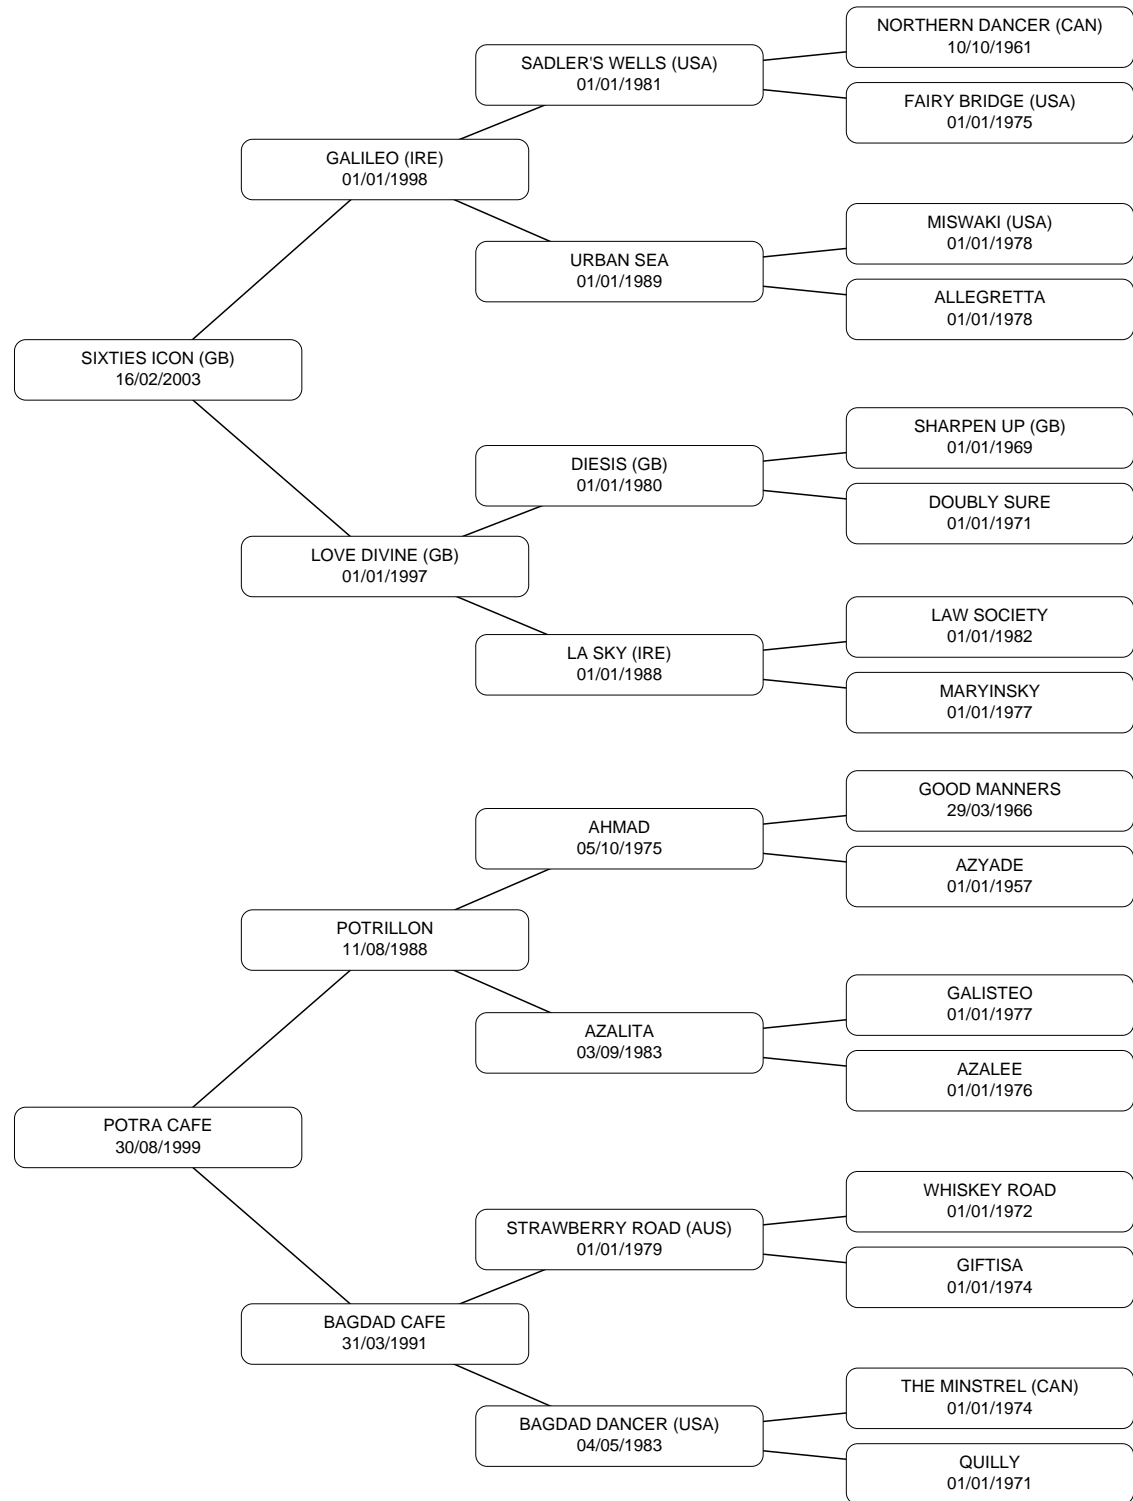 NORTHERN DANCER (CAN)
10/10/1961
SADLER'S WELLS (USA)
01/01/1981
FAIRY BRIDGE (USA)
01/01/1975
GALILEO (IRE)
01/01/1998
MISWAKI (USA)
01/01/1978
URBAN SEA
01/01/1989
ALLEGRETTA
01/01/1978
SIXTIES ICON (GB)
16/02/2003
SHARPEN UP (GB)
01/01/1969
DIESIS (GB)
01/01/1980
DOUBLY SURE
01/01/1971
LOVE DIVINE (GB)
01/01/1997
LAW SOCIETY
01/01/1982
LA SKY (IRE)
01/01/1988
MARYINSKY
01/01/1977
GOOD MANNERS
29/03/1966
AHMAD
05/10/1975
AZYADE
01/01/1957
POTRILLON
11/08/1988
GALISTEO
01/01/1977
AZALITA
03/09/1983
AZALEE
01/01/1976
POTRA CAFE
30/08/1999
WHISKEY ROAD
01/01/1972
STRAWBERRY ROAD (AUS)
01/01/1979
GIFTISA
01/01/1974
BAGDAD CAFE
31/03/1991
THE MINSTREL (CAN)
01/01/1974
BAGDAD DANCER (USA)
04/05/1983
QUILLY
01/01/1971